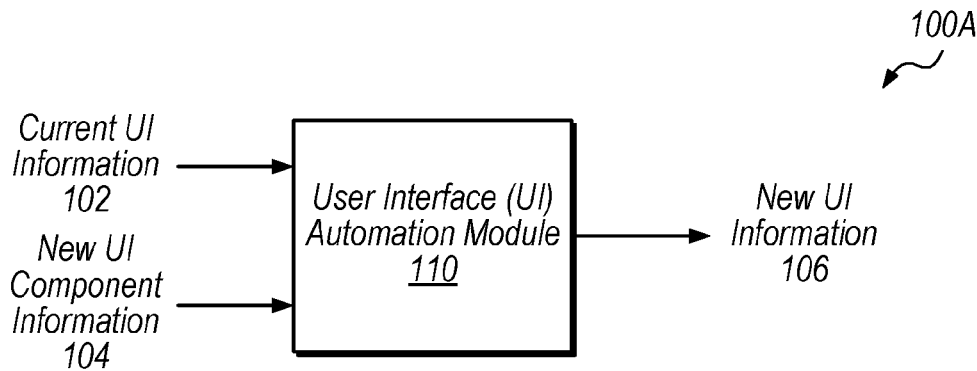 100A
Current UI
Information
102
New UI
Component
Information
104
User Interface (UI)
Automation Module
110
New UI
Information
106